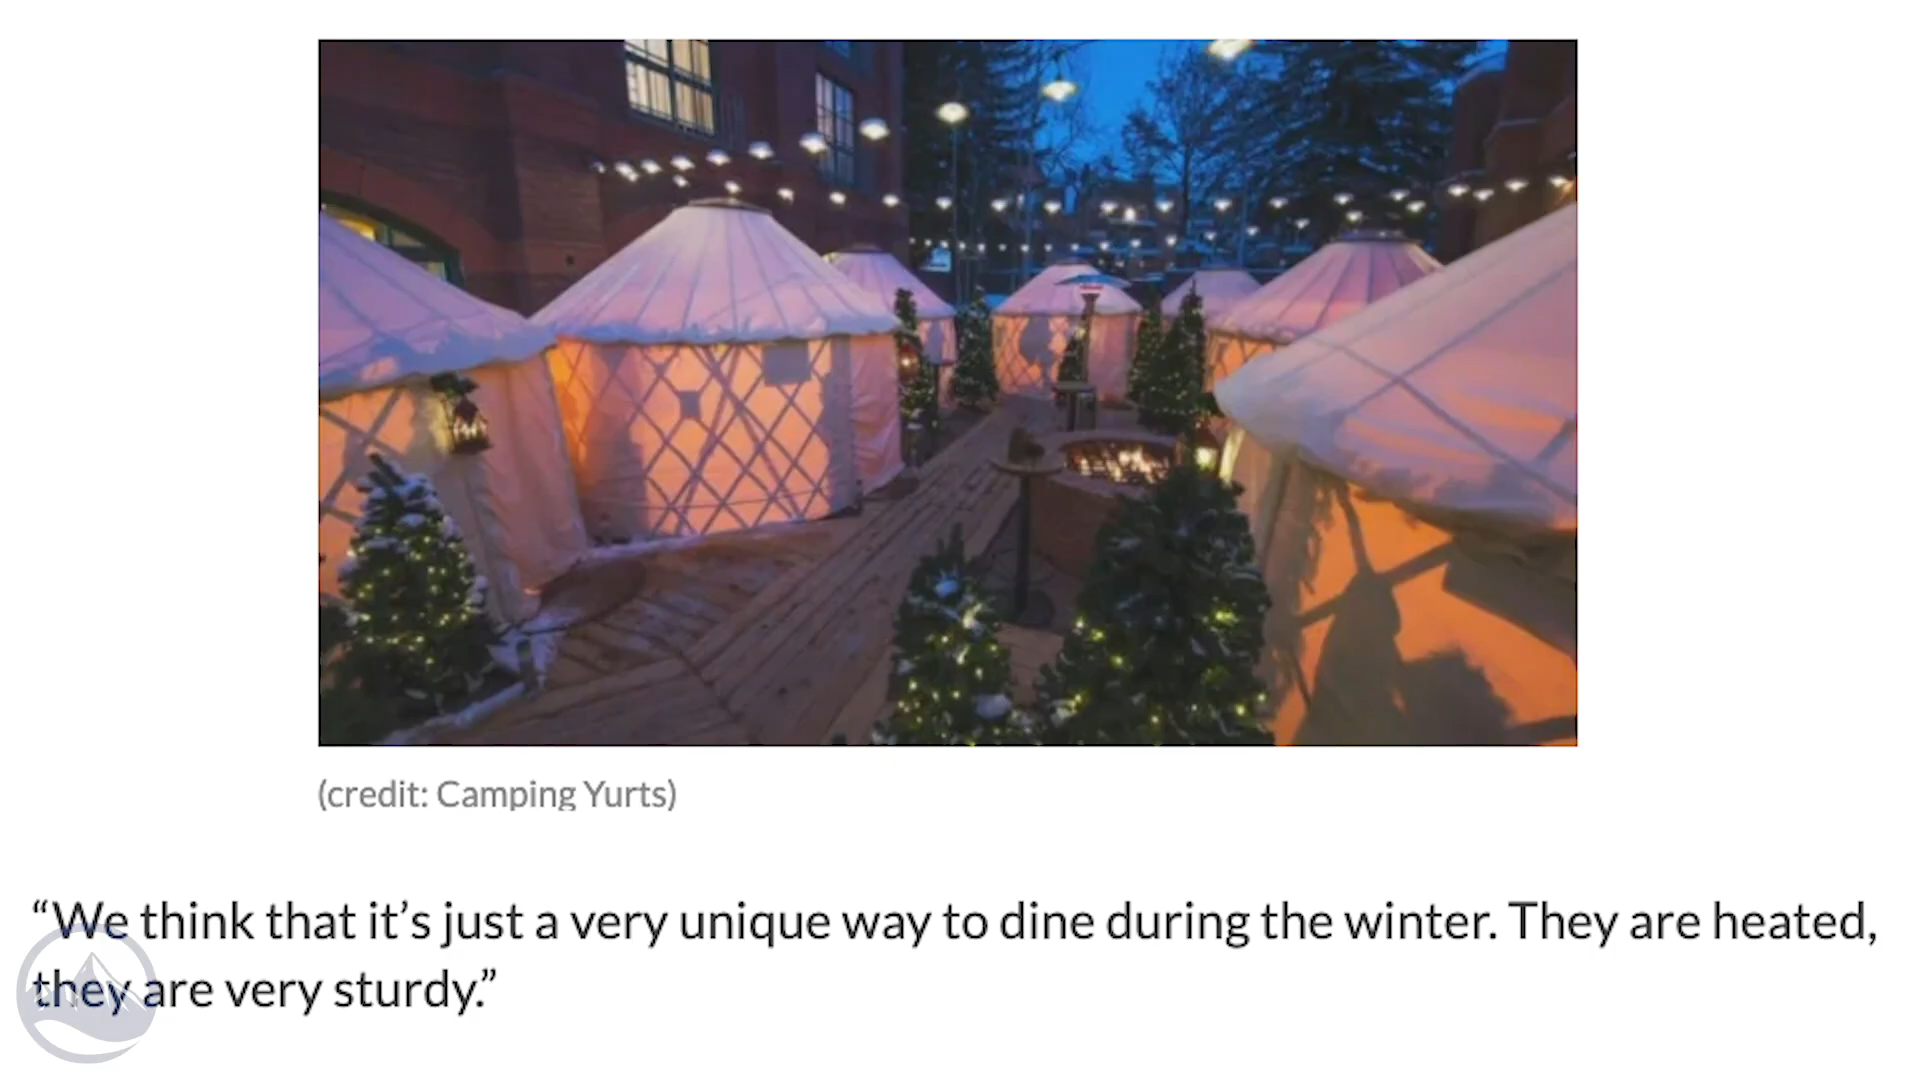 (credit: Camping Yurts)
“We think that it’s just a very unique way to dine during the winter. They are heated,
they are very sturdy.”